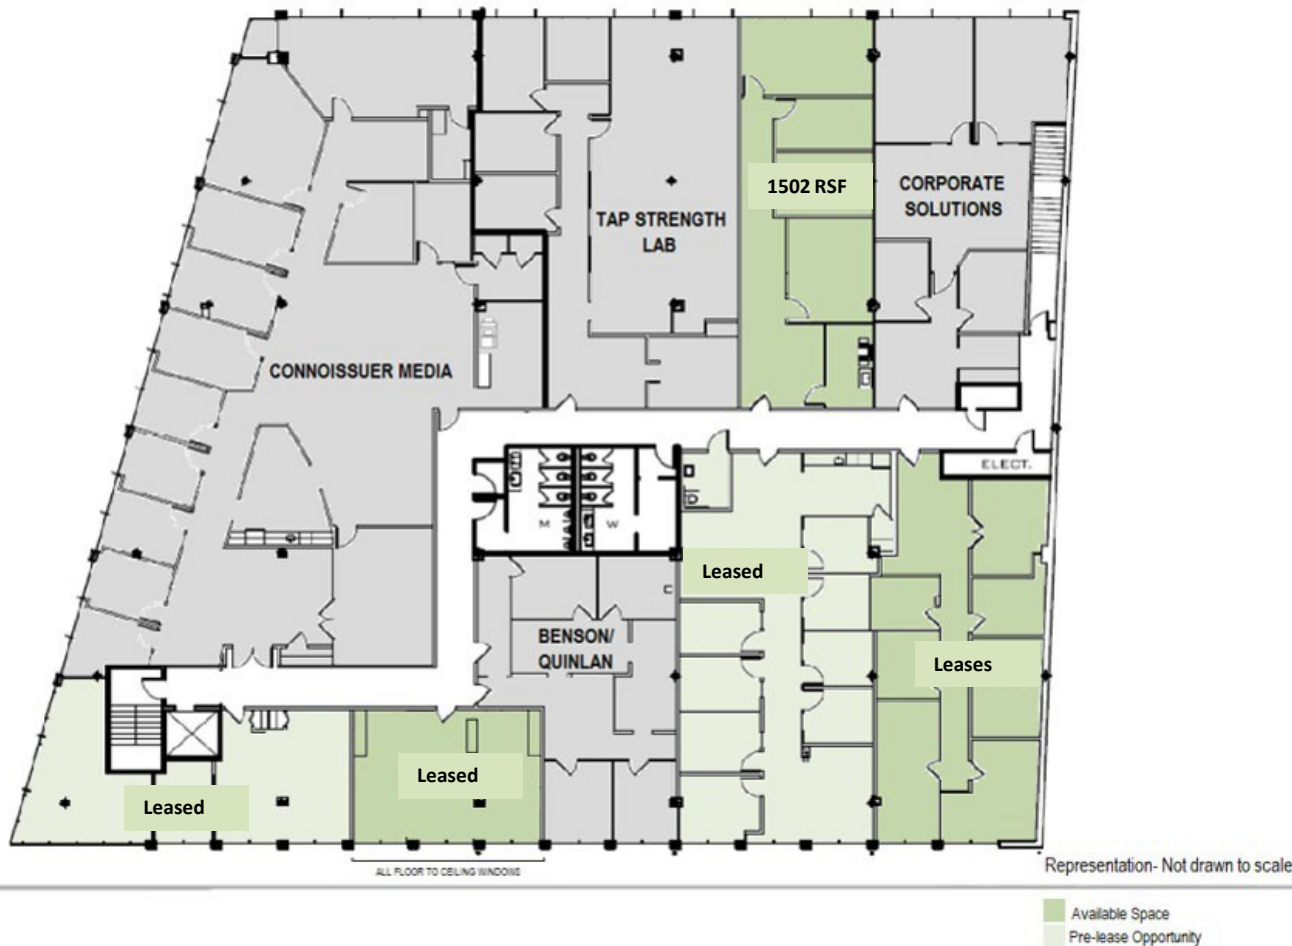 1502 RSF
CORPORATE
SOLUTIONS
TAP STRENGTH
LAB
CONNOISSUER MEDIA
ELECT.
M
W
Leased
BENSON/
QUINLAN
Leases
Leased
Leased
ALL FLOOR TO CEILING WINDOWS
Representation- Not drawn to scale
Available Space
Pre-lease Opportunity